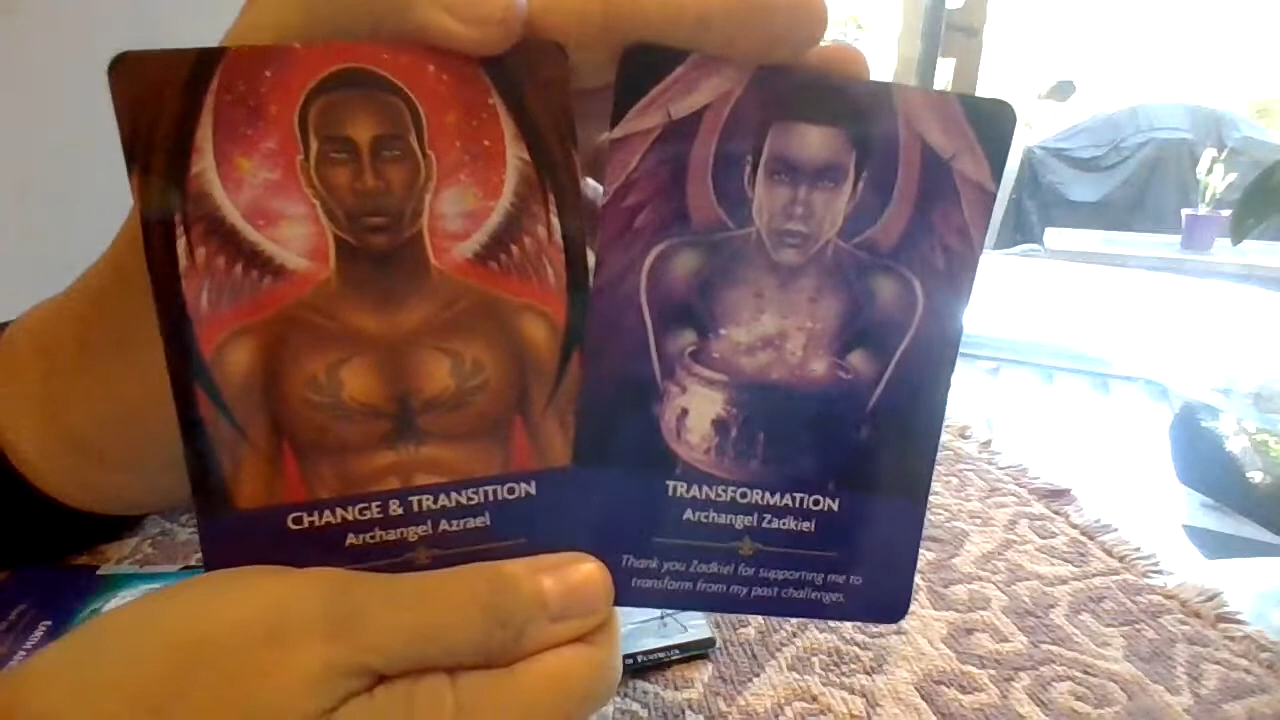 CHANGE & TRANSITION
Archangel Azrael
TRANSFORMATION
Archangel Zadkiel
Thank you Zadkiel for supporting me to
transform from my past challenges.
EARTH